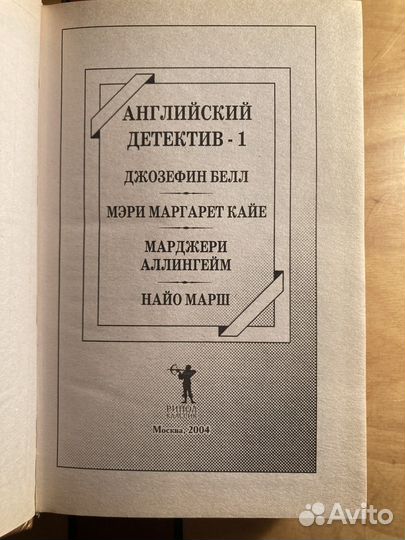 АНГЛИЙСКИЙ
ДЕТЕКТИВ - 1
ДЖОЗЕФИН БЕЛЛ
МЭРИ МАРГАРЕТ КАЙЕ
МАРДЖЕРИ
АЛЛИНГЕЙМ
НАЙО МАРШ
РИПОЛ
КЛАССИК
Москва, 2004
Avito